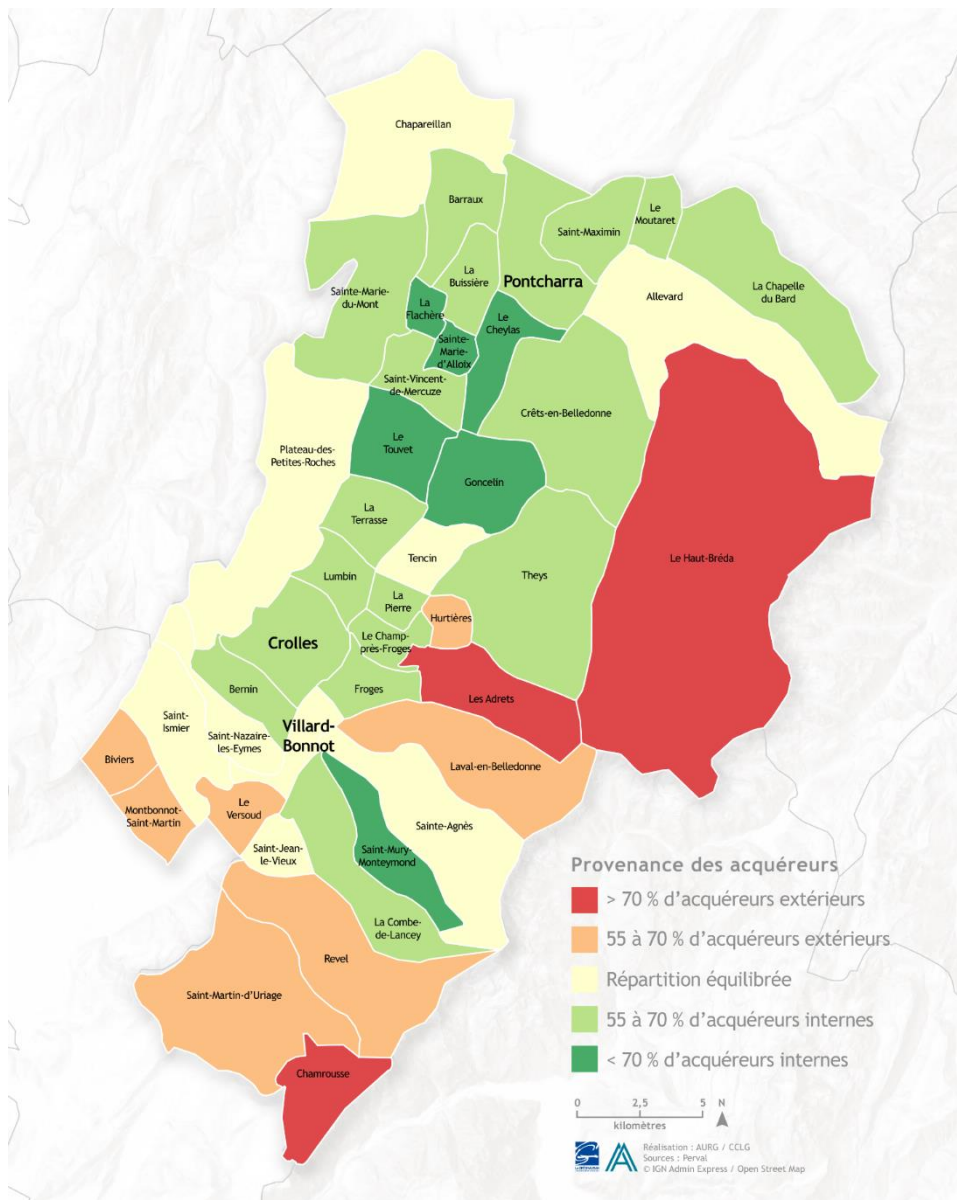 Chapareillan
Barraux
Le
Moutaret
Saint-Maximin
La
Buissière
Pontcharra
La Chapelle
du Bard
Sainte-Marie-
du-Mont
Allevard
La
Flachère
Le
Cheylas
Sainte-
Marie-
d'Alloix
Saint-Vincent-
de-Mercuze
Crêts-en-Belledonne
Le
Touvet
Plateau-des-
Petites-Roches
Goncelin
La
Terrasse
Tencin
Le Haut-Bréda
Lumbin
Theys
La
Pierre
Hurtières
Crolles
Le Champ-
près-Froges
Bernin
Froges
Les Adrets
Saint-
Ismier
Villard-
Bonnot
Saint-Nazaire-
les-Eymes
Biviers
Laval-en-Belledonne
Montbonnot-
Saint-Martin
Le
Versoud
Sainte-Agnès
Saint-Jean-
le-Vieux
Saint-Mury-
Monteymond
La Combe-
de-Lancey
Revel
Saint-Martin-d'Uriage
Chamrousse
Provenance des acquéreurs
> 70 % d'acquéreurs extérieurs
55 à 70 % d'acquéreurs extérieurs
Répartition équilibrée
55 à 70 % d'acquéreurs internes
< 70 % d'acquéreurs internes
0 2,5 5 N
kilomètres
Réalisation : AURG / CCLG
Sources : Perval
© IGN Admin Express / Open Street Map